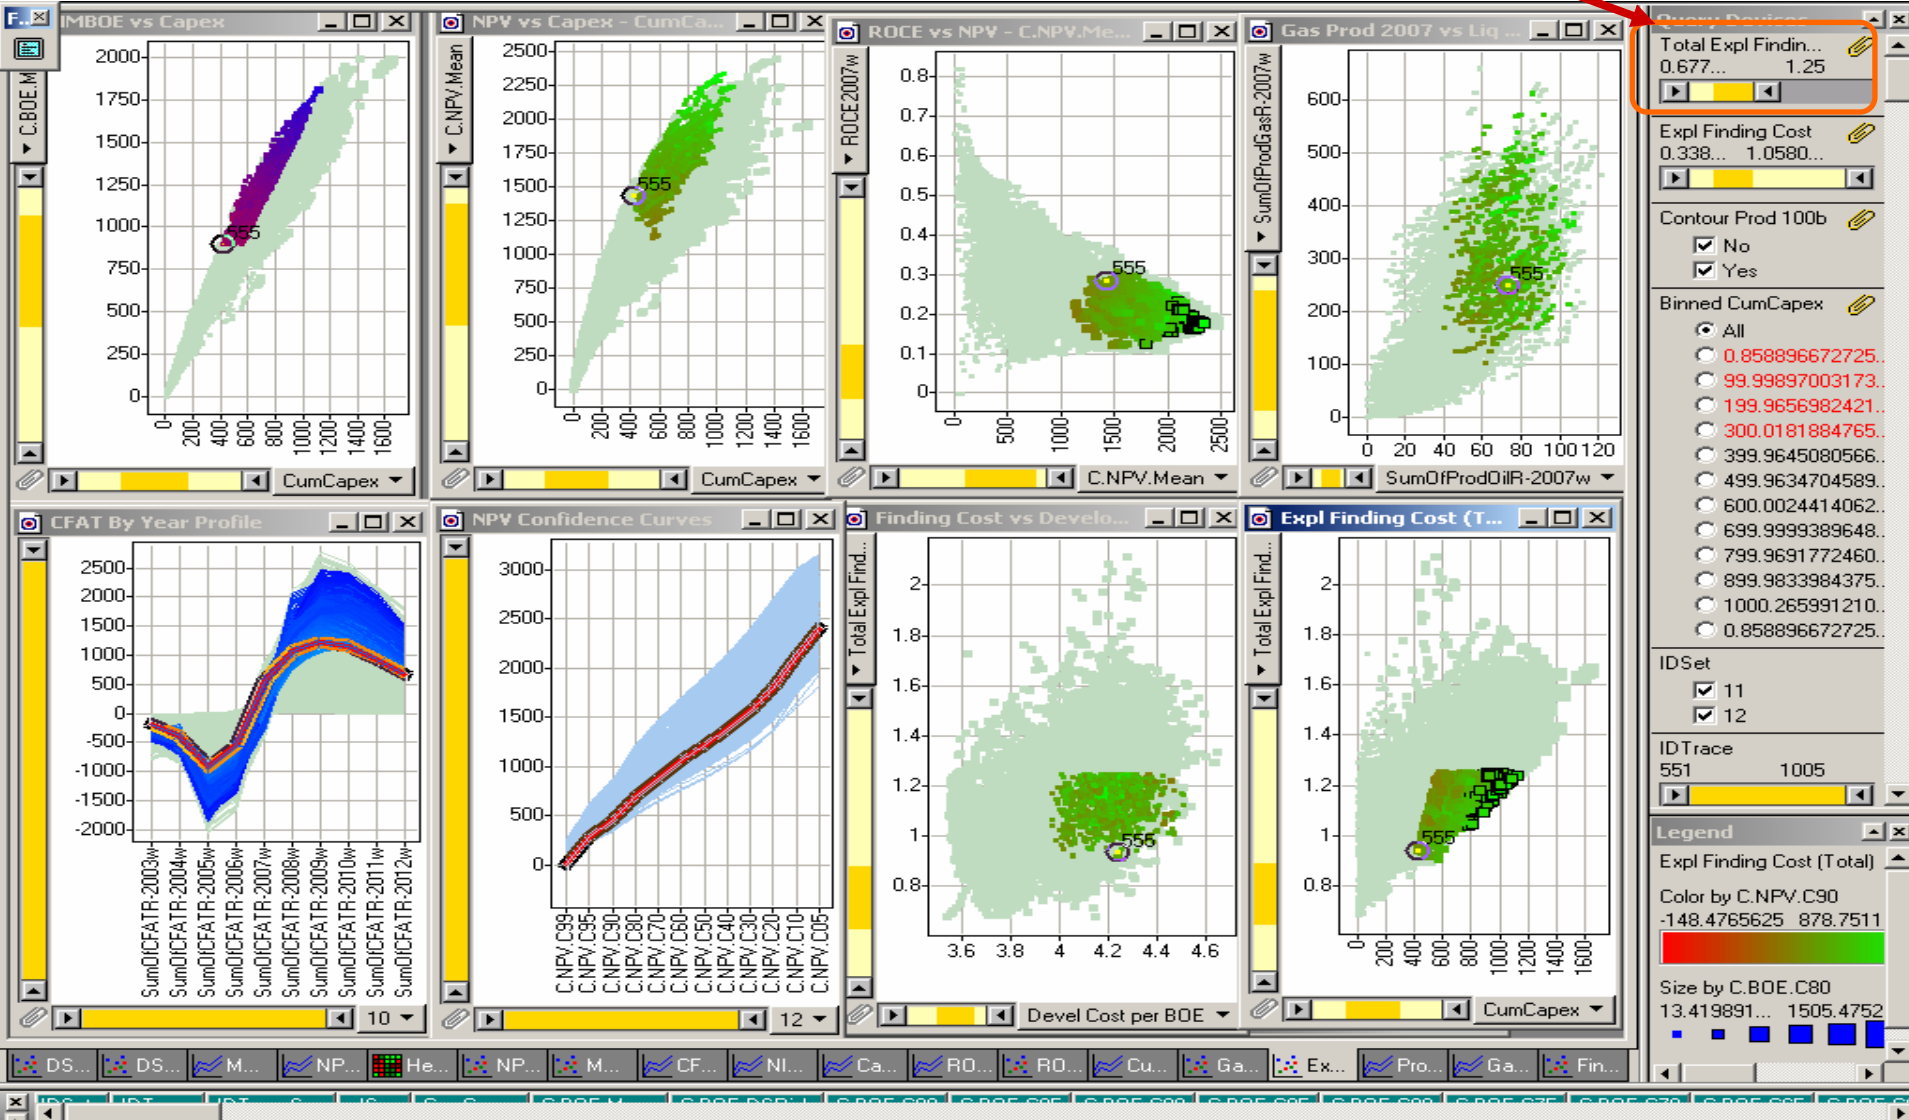 F..
IMBOE vs Capex
C.BOE.M
2000
1750
1500
1250
1000
750
500
250
0
555
0 200 400 600 800 1000 1200 1400 1600
CumCapex
NPV vs Capex - CumCa...
C.NPV.Mean
2500
2250
2000
1750
1500
1250
1000
750
500
250
0
555
0 200 400 600 800 1000 1200 1400 1600
CumCapex
ROCE vs NPV - C.NPV.Me...
ROCE2007w
0.8
0.7
0.6
0.5
0.4
0.3
0.2
0.1
0
555
0 500 1000 1500 2000 2500
C.NPV.Mean
Gas Prod 2007 vs Liq ...
SumOfProdGasR-2007w
600
500
400
300
200
100
0
555
0 20 40 60 80 100 120
SumOfProdOilR-2007w
CFAT By Year Profile
2500
2000
1500
1000
500
0
-500
-1000
-1500
-2000
SumOfCFATR-2003w
SumOfCFATR-2004w
SumOfCFATR-2005w
SumOfCFATR-2006w
SumOfCFATR-2007w
SumOfCFATR-2008w
SumOfCFATR-2009w
SumOfCFATR-2010w
SumOfCFATR-2011w
SumOfCFATR-2012w
10
NPV Confidence Curves
3000
2500
2000
1500
1000
500
0
C.NPV.C99
C.NPV.C95
C.NPV.C90
C.NPV.C80
C.NPV.C70
C.NPV.C60
C.NPV.C50
C.NPV.C40
C.NPV.C30
C.NPV.C20
C.NPV.C10
C.NPV.C05
12
Finding Cost vs Develo...
Total Expl Find...
2
1.8
1.6
1.4
1.2
1
0.8
555
3.6 3.8 4 4.2 4.4 4.6
Devel Cost per BOE
Expl Finding Cost (T...
Total Expl Find...
2
1.8
1.6
1.4
1.2
1
0.8
555
0 200 400 600 800 1000 1200 1400 1600
CumCapex
Query Devices
Total Expl Findin...
0.677... 1.25
Expl Finding Cost
0.338... 1.0580...
Contour Prod 100b
No
Yes
Binned CumCapex
All
0.858896672725..
99.99897003173..
199.9656982421..
300.0181884765..
399.9645080566..
499.9634704589..
600.0024414062..
699.9999389648..
799.9691772460..
899.9833984375..
1000.265991210..
0.858896672725..
IDSet
11
12
IDTrace
551 1005
Legend
Expl Finding Cost (Total)
Color by C.NPV.C90
-148.4765625 878.7511
Size by C.BOE.C80
13.419891... 1505.4752
DS... DS... M... NP... He... NP... M... CF... NI... Ca... RO... RO... Cu... Ga... Ex... Pro... Ga... Fin...